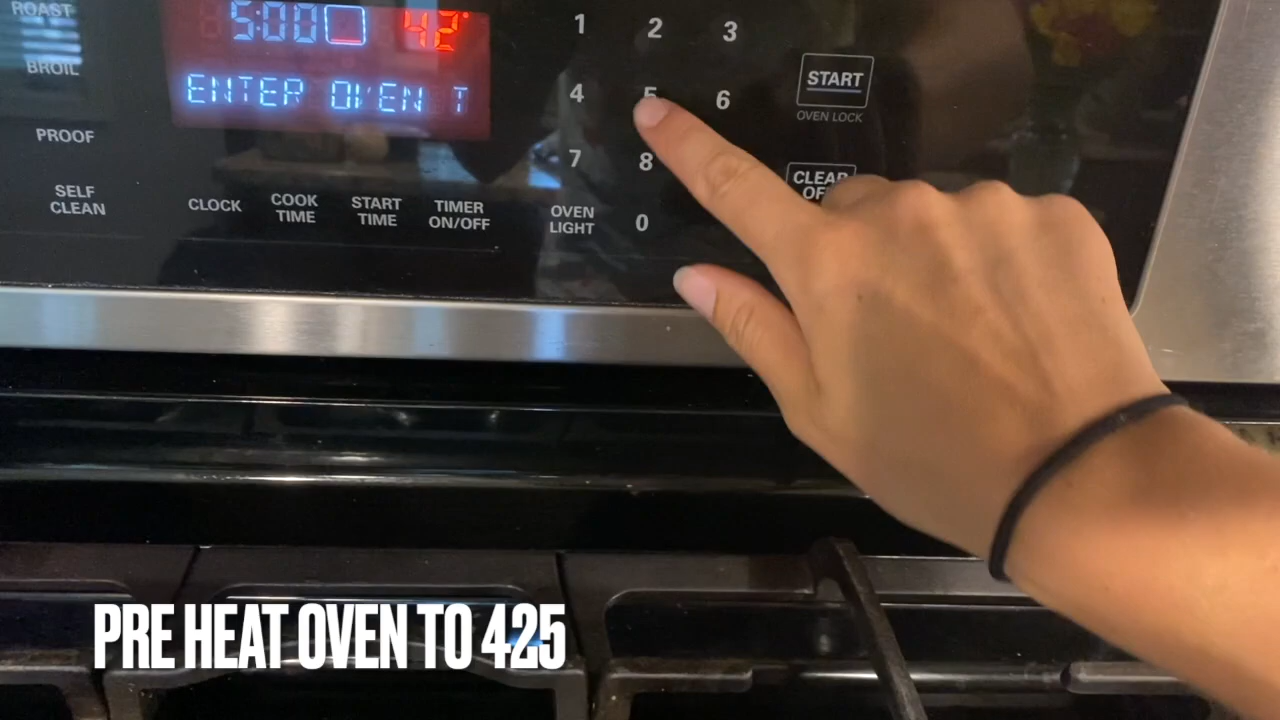 ROAST
BROIL
PROOF
SELF
CLEAN
5:00
42°
ENTER OVEN T
CLOCK
COOK
TIME
START
TIME
TIMER
ON/OFF
OVEN
LIGHT
1 2 3
4 5 6
7 8
0
START
OVEN LOCK
CLEAR
PRE HEAT OVEN TO 425